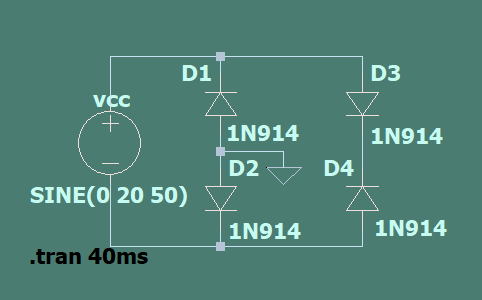 D1
D3
vcc
1N914
1N914
D2
D4
SINE(0 20 50)
1N914
1N914
.tran 40ms